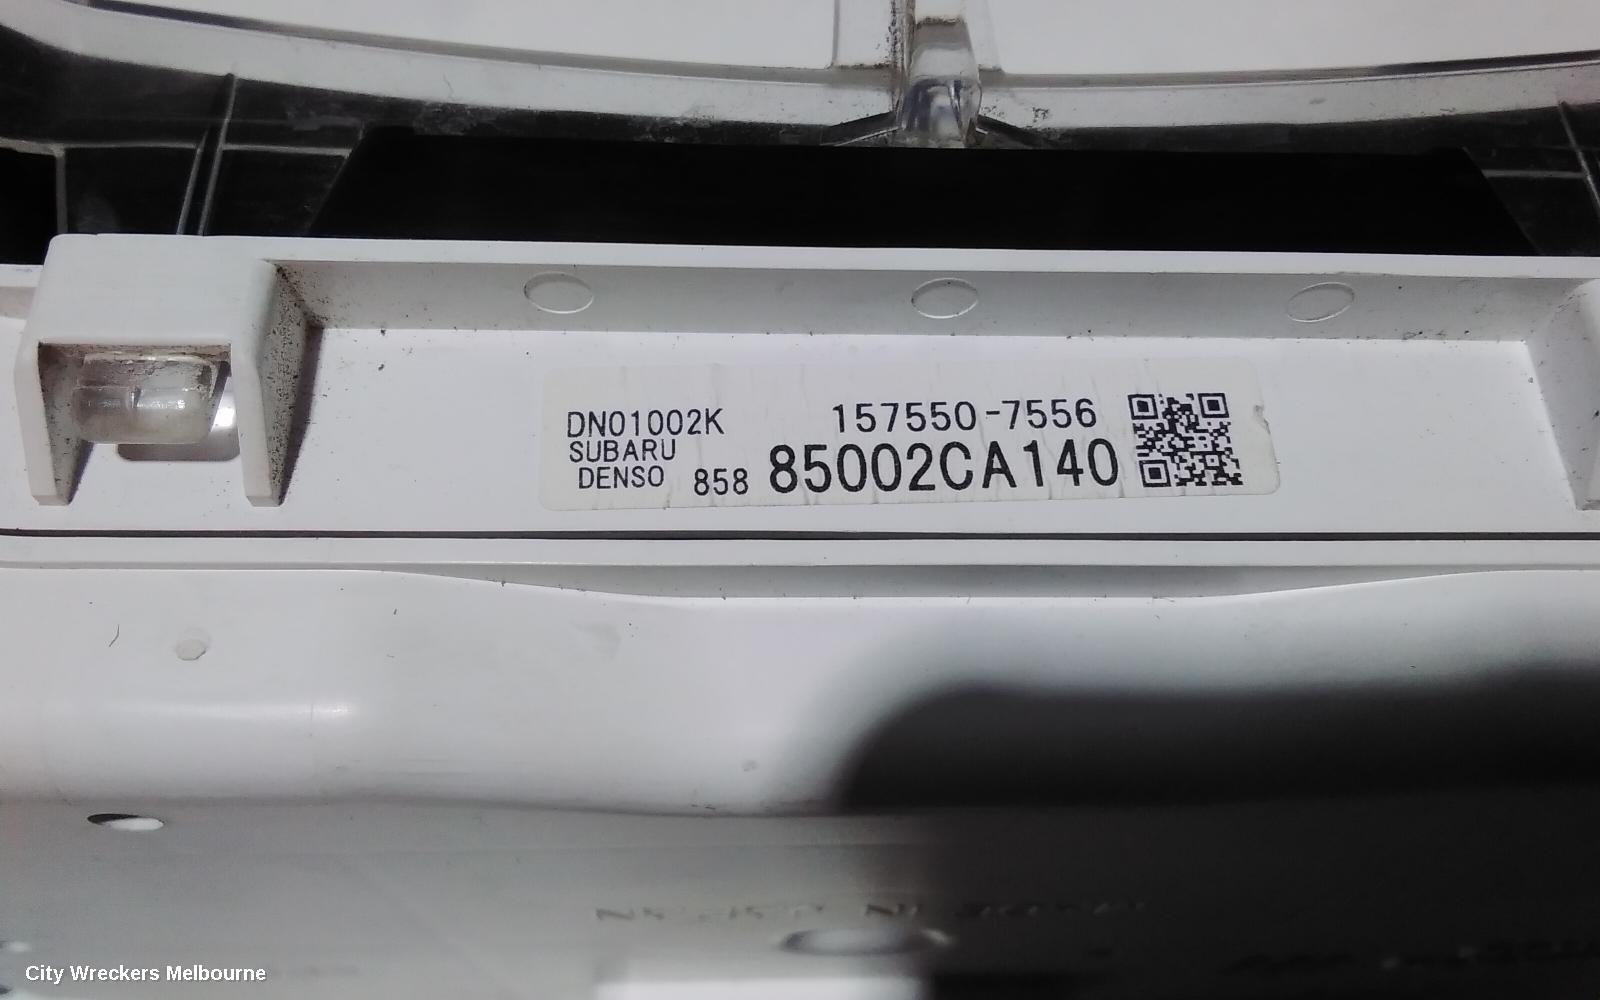 DN01002K 157550-7556
SUBARU
DENSO 858 85002CA140
City Wreckers Melbourne